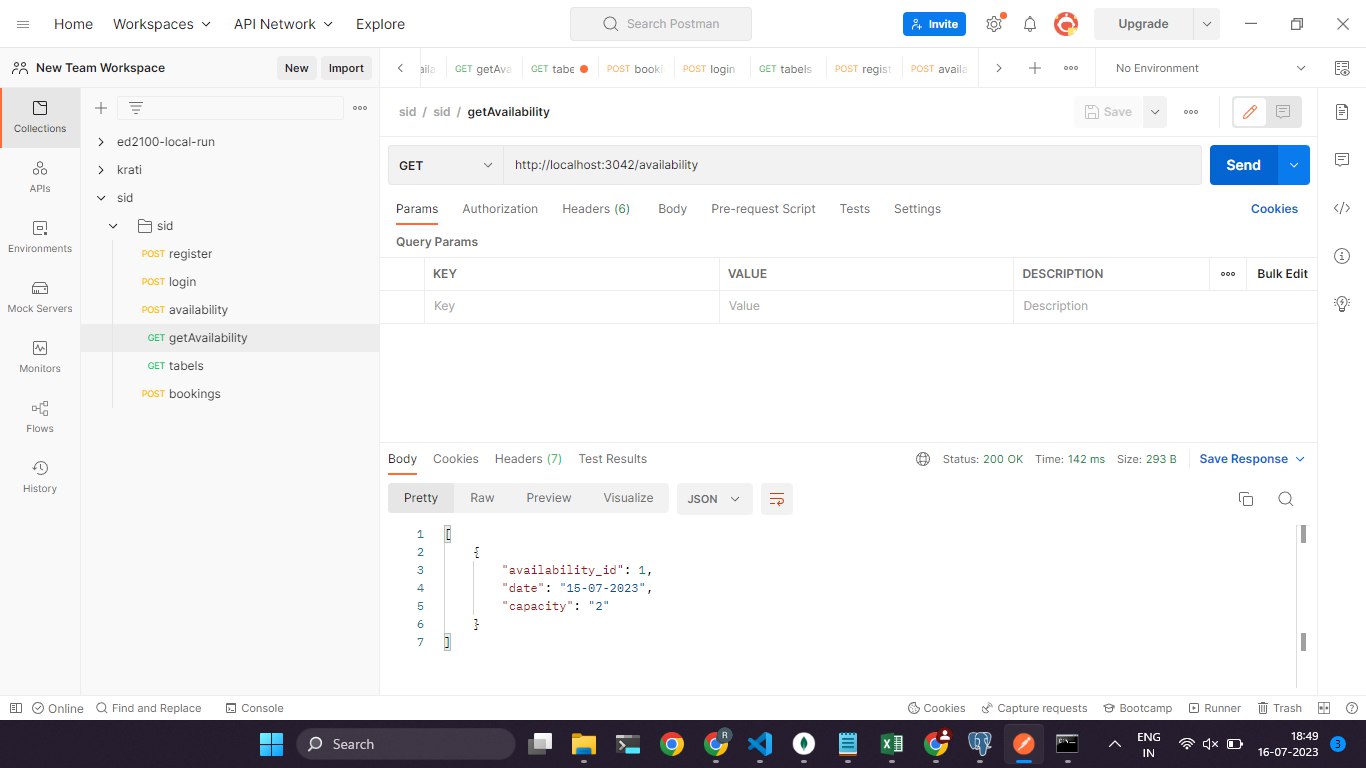 Home Workspaces API Network Explore Search Postman Invite Upgrade
New Team Workspace New Import
aila GET getAva GET tabe POST book POST login GET tabels POST regist POST availa No Environment
Collections
APIs
Environments
Mock Servers
Monitors
Flows
History
ed2100-local-run
krati
sid
sid
POST register
POST login
POST availability
GET getAvailability
GET tabels
POST bookings
sid / sid / getAvailability Save
GET http://localhost:3042/availability Send
Params Authorization Headers (6) Body Pre-request Script Tests Settings Cookies
Query Params
KEY VALUE DESCRIPTION Bulk Edit
Key Value Description
Body Cookies Headers (7) Test Results Status: 200 OK Time: 142 ms Size: 293 B Save Response
Pretty Raw Preview Visualize JSON
1 [
2 {
3 "availability_id": 1,
4 "date": "15-07-2023",
5 "capacity": "2"
6 }
7 ]
Online Find and Replace Console Cookies Capture requests Bootcamp Runner Trash
Search R ENG 18:49
IN 16-07-2023 3